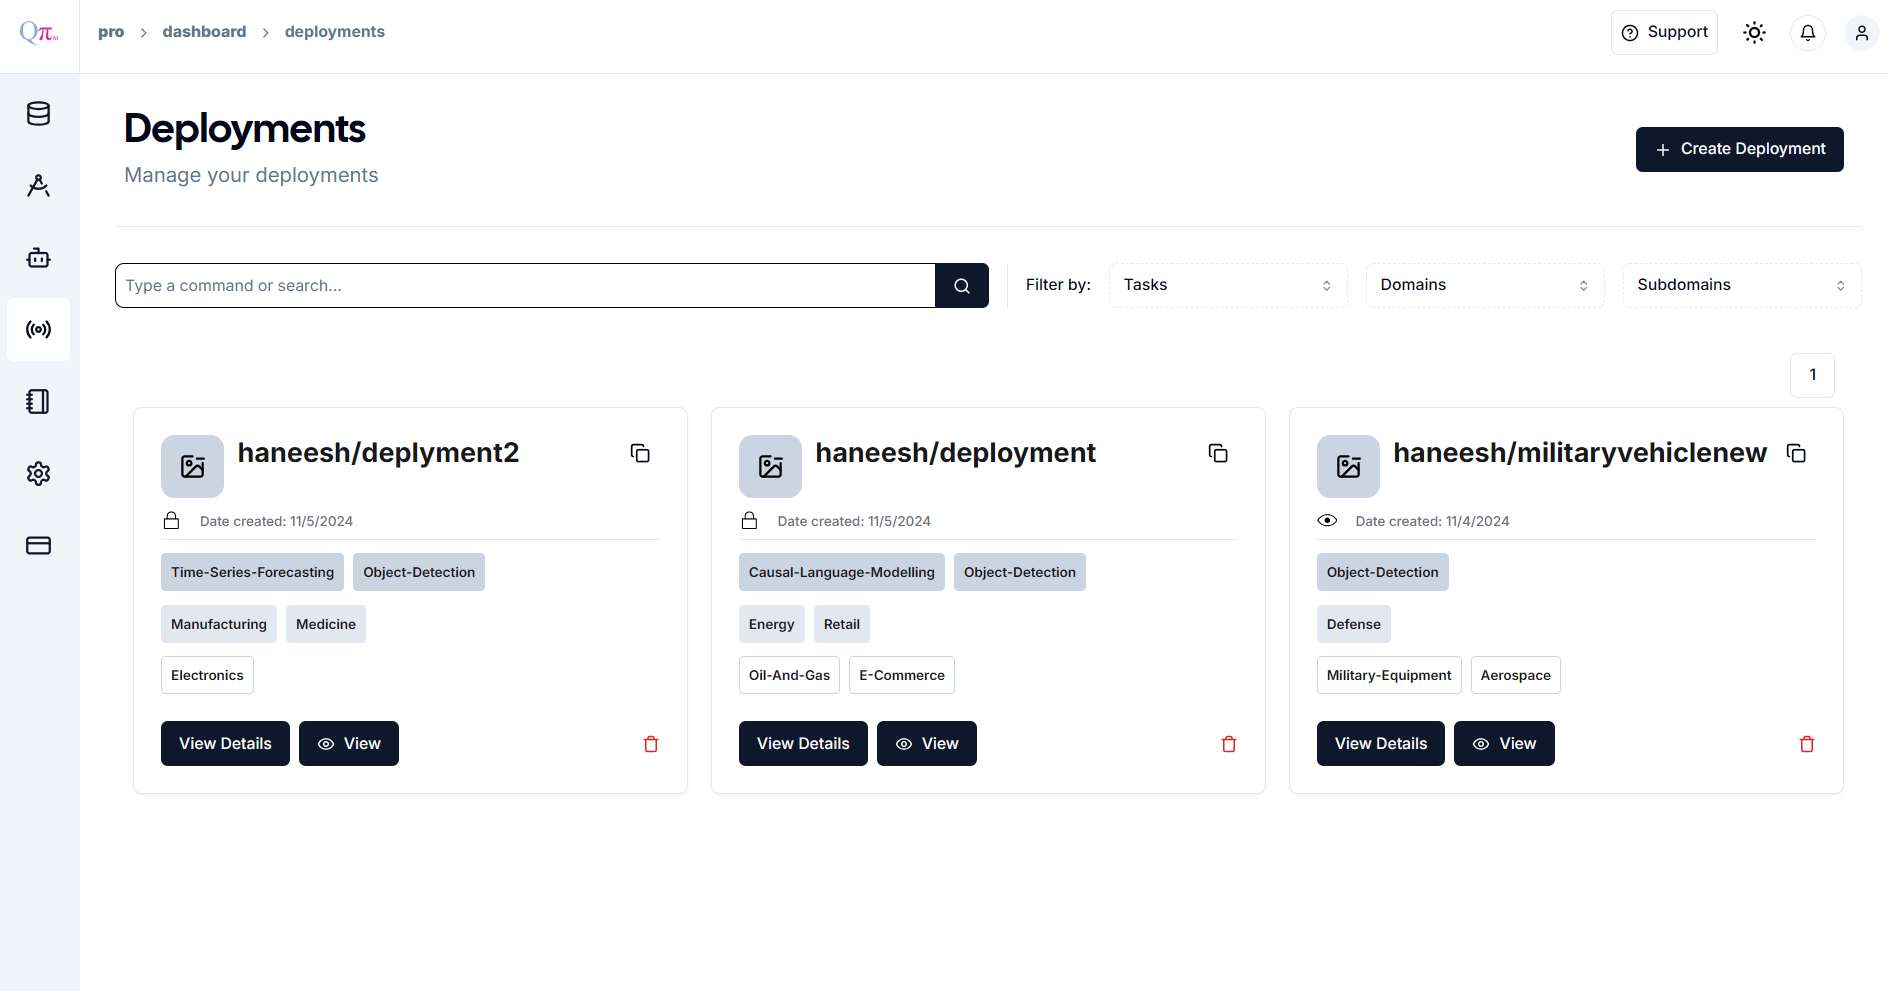 Qπ AI
pro > dashboard > deployments
Support
Deployments
Manage your deployments
+ Create Deployment
Type a command or search...
Filter by:
Tasks
Domains
Subdomains
1
haneesh/deplyment2
Date created: 11/5/2024
Time-Series-Forecasting
Object-Detection
Manufacturing
Medicine
Electronics
View Details
View
haneesh/deployment
Date created: 11/5/2024
Causal-Language-Modelling
Object-Detection
Energy
Retail
Oil-And-Gas
E-Commerce
View Details
View
haneesh/militaryvehiclenew
Date created: 11/4/2024
Object-Detection
Defense
Military-Equipment
Aerospace
View Details
View